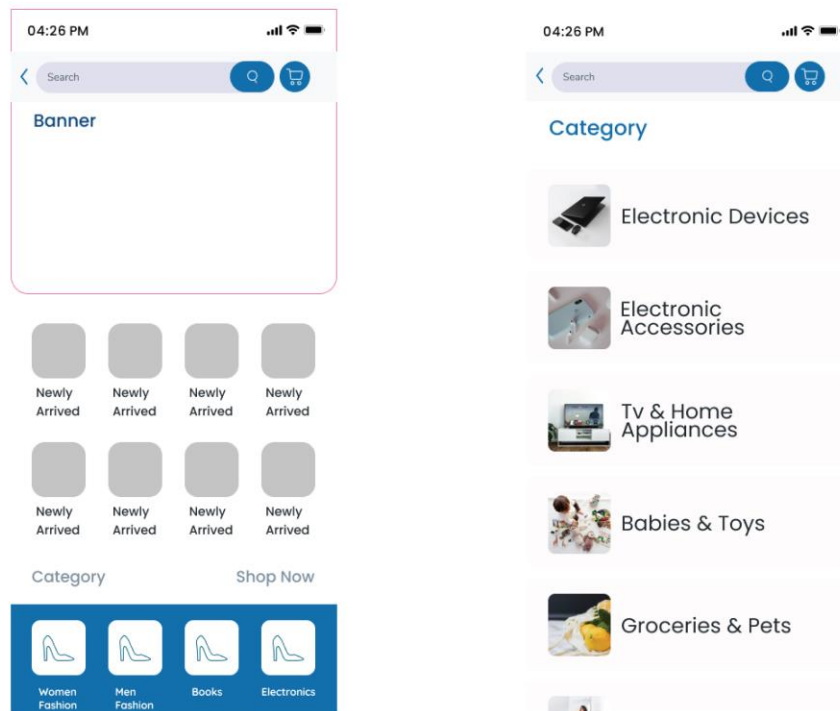 04:26 PM
Search
Banner
Newly Newly Newly Newly
Arrived Arrived Arrived Arrived
Newly Newly Newly Newly
Arrived Arrived Arrived Arrived
Category Shop Now
Women Men Books Electronics
Fashion Fashion
04:26 PM
Search
Category
Electronic Devices
Electronic
Accessories
Tv & Home
Appliances
Babies & Toys
Groceries & Pets